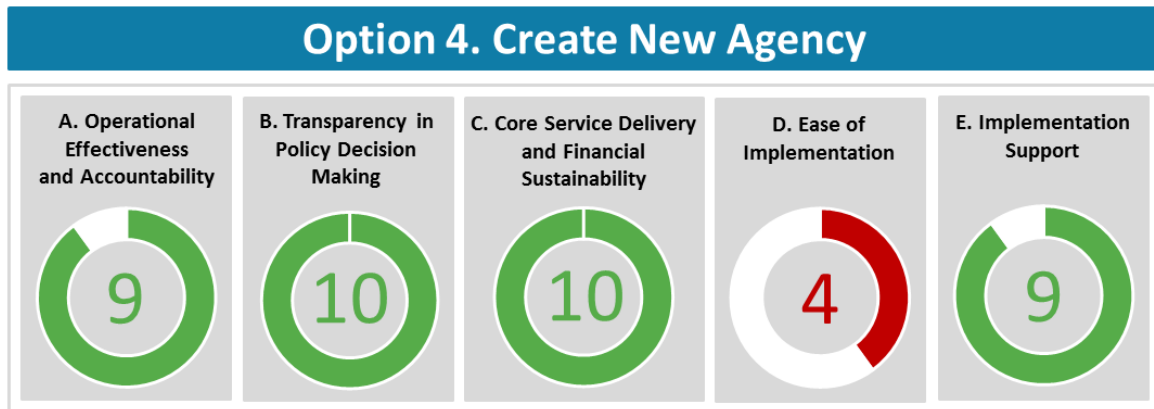 Option 4. Create New Agency
A. Operational
Effectiveness
and Accountability
9
B. Transparency in
Policy Decision
Making
10
C. Core Service Delivery
and Financial
Sustainability
10
D. Ease of
Implementation
4
E. Implementation
Support
9